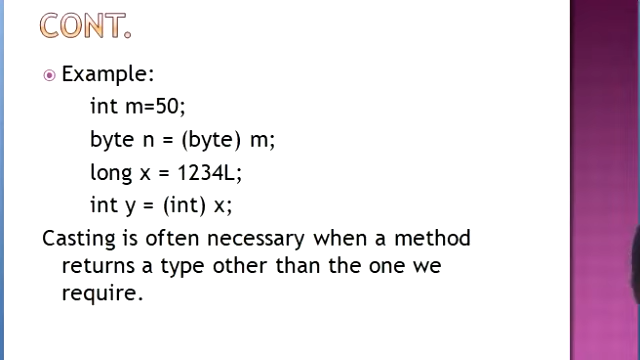 CONT.
Example:
int m=50;
byte n = (byte) m;
long x = 1234L;
int y = (int) x;
Casting is often necessary when a method
returns a type other than the one we
require.